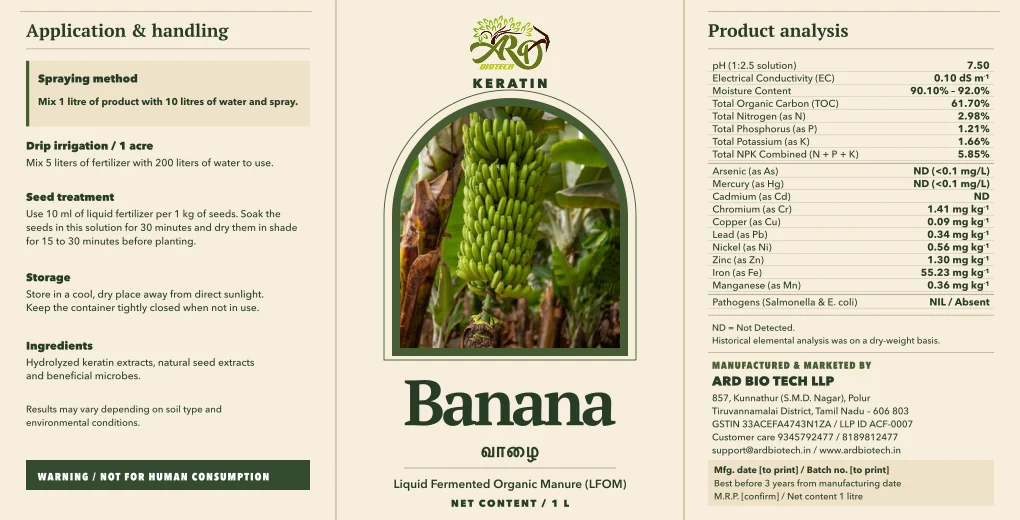 Application & handling
Spraying method
Mix 1 litre of product with 10 litres of water and spray.
Drip irrigation / 1 acre
Mix 5 liters of fertilizer with 200 liters of water to use.
Seed treatment
Use 10 ml of liquid fertilizer per 1 kg of seeds. Soak the
seeds in this solution for 30 minutes and dry them in shade
for 15 to 30 minutes before planting.
Storage
Store in a cool, dry place away from direct sunlight.
Keep the container tightly closed when not in use.
Ingredients
Hydrolyzed keratin extracts, natural seed extracts
and beneficial microbes.
Results may vary depending on soil type and
environmental conditions.
WARNING / NOT FOR HUMAN CONSUMPTION
ARD
BIOTECH
KERATIN
Banana
வாழை
Liquid Fermented Organic Manure (LFOM)
NET CONTENT / 1 L
Product analysis
pH (1:2.5 solution) 7.50
Electrical Conductivity (EC) 0.10 dS m⁻¹
Moisture Content 90.10% – 92.0%
Total Organic Carbon (TOC) 61.70%
Total Nitrogen (as N) 2.98%
Total Phosphorus (as P) 1.21%
Total Potassium (as K) 1.66%
Total NPK Combined (N + P + K) 5.85%
Arsenic (as As) ND (<0.1 mg/L)
Mercury (as Hg) ND (<0.1 mg/L)
Cadmium (as Cd) ND
Chromium (as Cr) 1.41 mg kg⁻¹
Copper (as Cu) 0.09 mg kg⁻¹
Lead (as Pb) 0.34 mg kg⁻¹
Nickel (as Ni) 0.56 mg kg⁻¹
Zinc (as Zn) 1.30 mg kg⁻¹
Iron (as Fe) 55.23 mg kg⁻¹
Manganese (as Mn) 0.36 mg kg⁻¹
Pathogens (Salmonella & E. coli) NIL / Absent
ND = Not Detected.
Historical elemental analysis was on a dry-weight basis.
MANUFACTURED & MARKETED BY
ARD BIO TECH LLP
857, Kunnathur (S.M.D. Nagar), Polur
Tiruvannamalai District, Tamil Nadu – 606 803
GSTIN 33ACEFA4743N1ZA / LLP ID ACF-0007
Customer care 9345792477 / 8189812477
support@ardbiotech.in / www.ardbiotech.in
Mfg. date [to print] / Batch no. [to print]
Best before 3 years from manufacturing date
M.R.P. [confirm] / Net content 1 litre